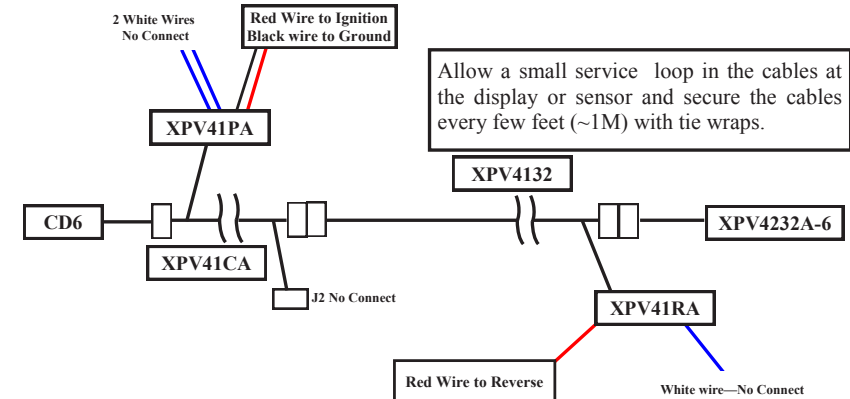 2 White Wires
No Connect
Red Wire to Ignition
Black wire to Ground
Allow a small service loop in the cables at
the display or sensor and secure the cables
every few feet (~1M) with tie wraps.
XPV41PA
XPV4132
CD6
XPV4232A-6
XPV41CA
J2 No Connect
XPV41RA
Red Wire to Reverse
White wire—No Connect